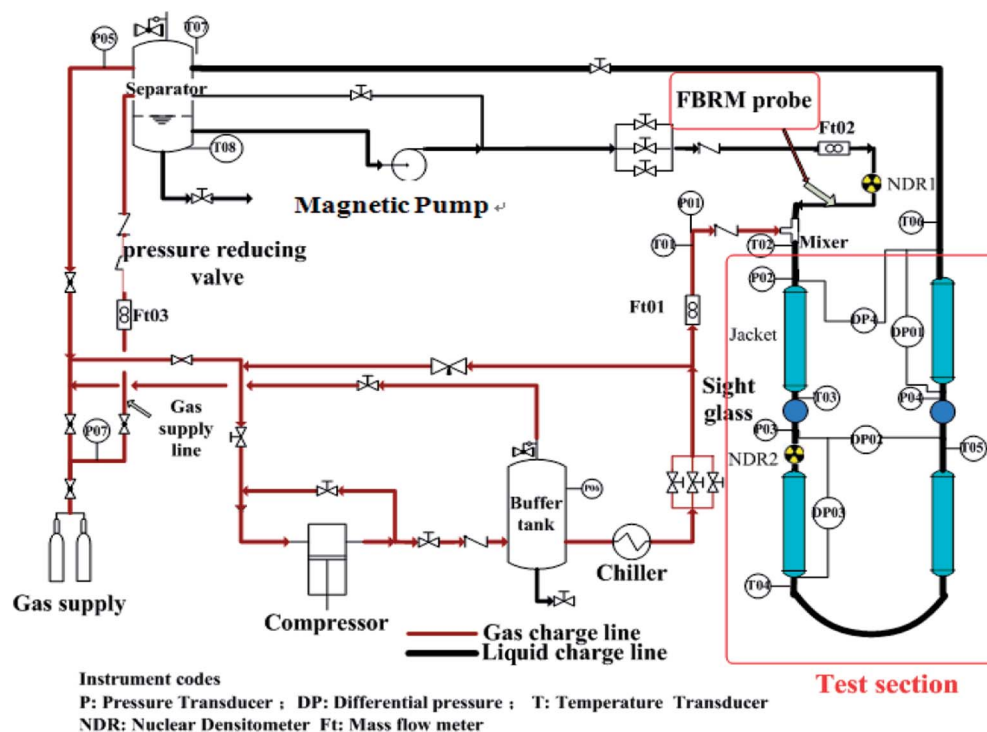 P05
T07
Separator
FBRM probe
Ft02
T08
NDR1
Magnetic Pump
P01
T06
pressure reducing
valve
T01
T02
Mixer
P02
Ft01
Ft03
DP4
DP01
Jacket
Sight
glass
T03
P04
Gas
supply
line
P03
DP02
P07
NDR2
T05
P06
Buffer
tank
DP03
Chiller
T04
Gas supply
Compressor
Gas charge line
Liquid charge line
Test section
Instrument codes
P: Pressure Transducer ; DP: Differential pressure ; T: Temperature Transducer
NDR: Nuclear Densitometer Ft: Mass flow meter